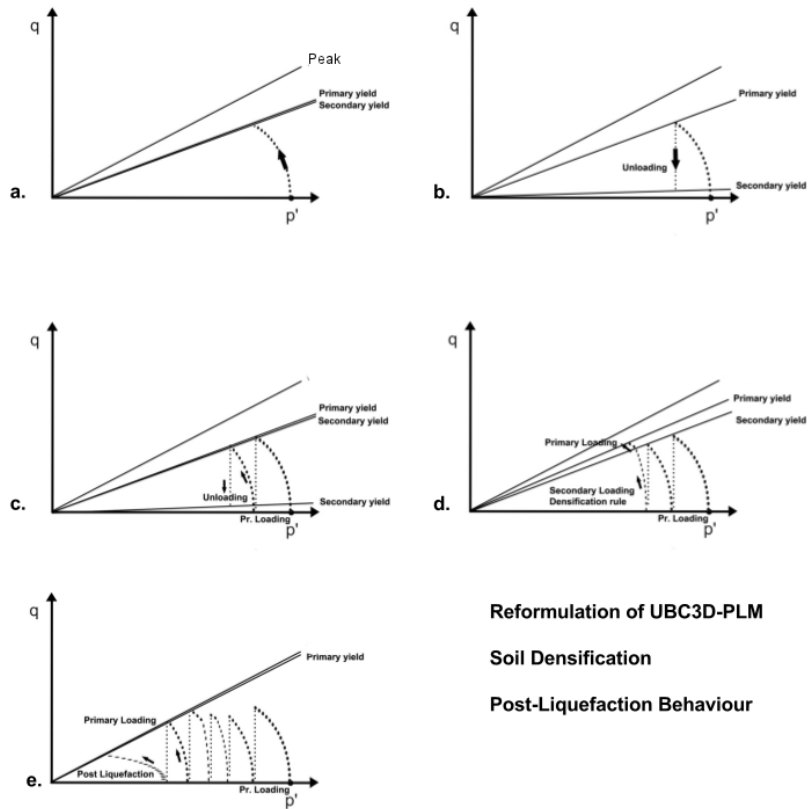 q
Peak
Primary yield
Secondary yield
a.
p'
q
Primary yield
Unloading
Secondary yield
b.
p'
q
Primary yield
Secondary yield
Unloading
Secondary yield
c.
Pr. Loading
p'
q
Primary yield
Secondary yield
Primary Loading
Secondary Loading
Densification rule
d.
Pr. Loading
p'
q
Primary yield
Primary Loading
Post Liquefaction
e.
Pr. Loading
p'
Reformulation of UBC3D-PLM
Soil Densification
Post-Liquefaction Behaviour